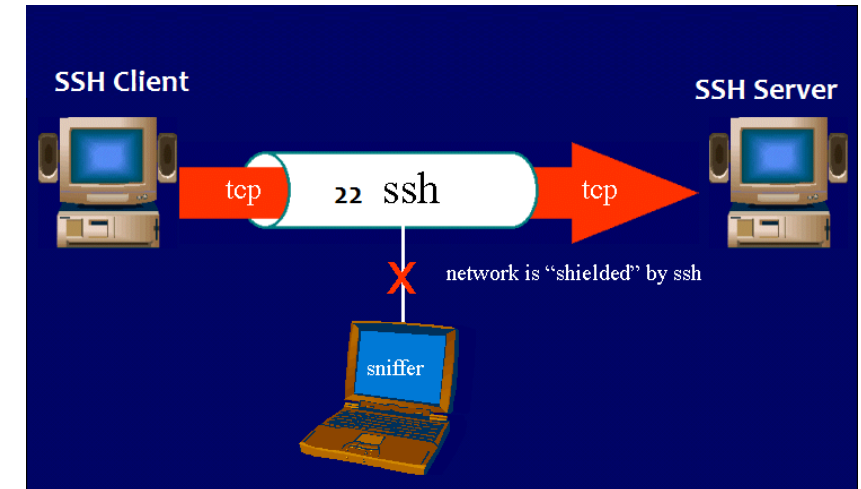 SSH Client
SSH Server
tcp
22 ssh
tcp
X
network is “shielded” by ssh
sniffer